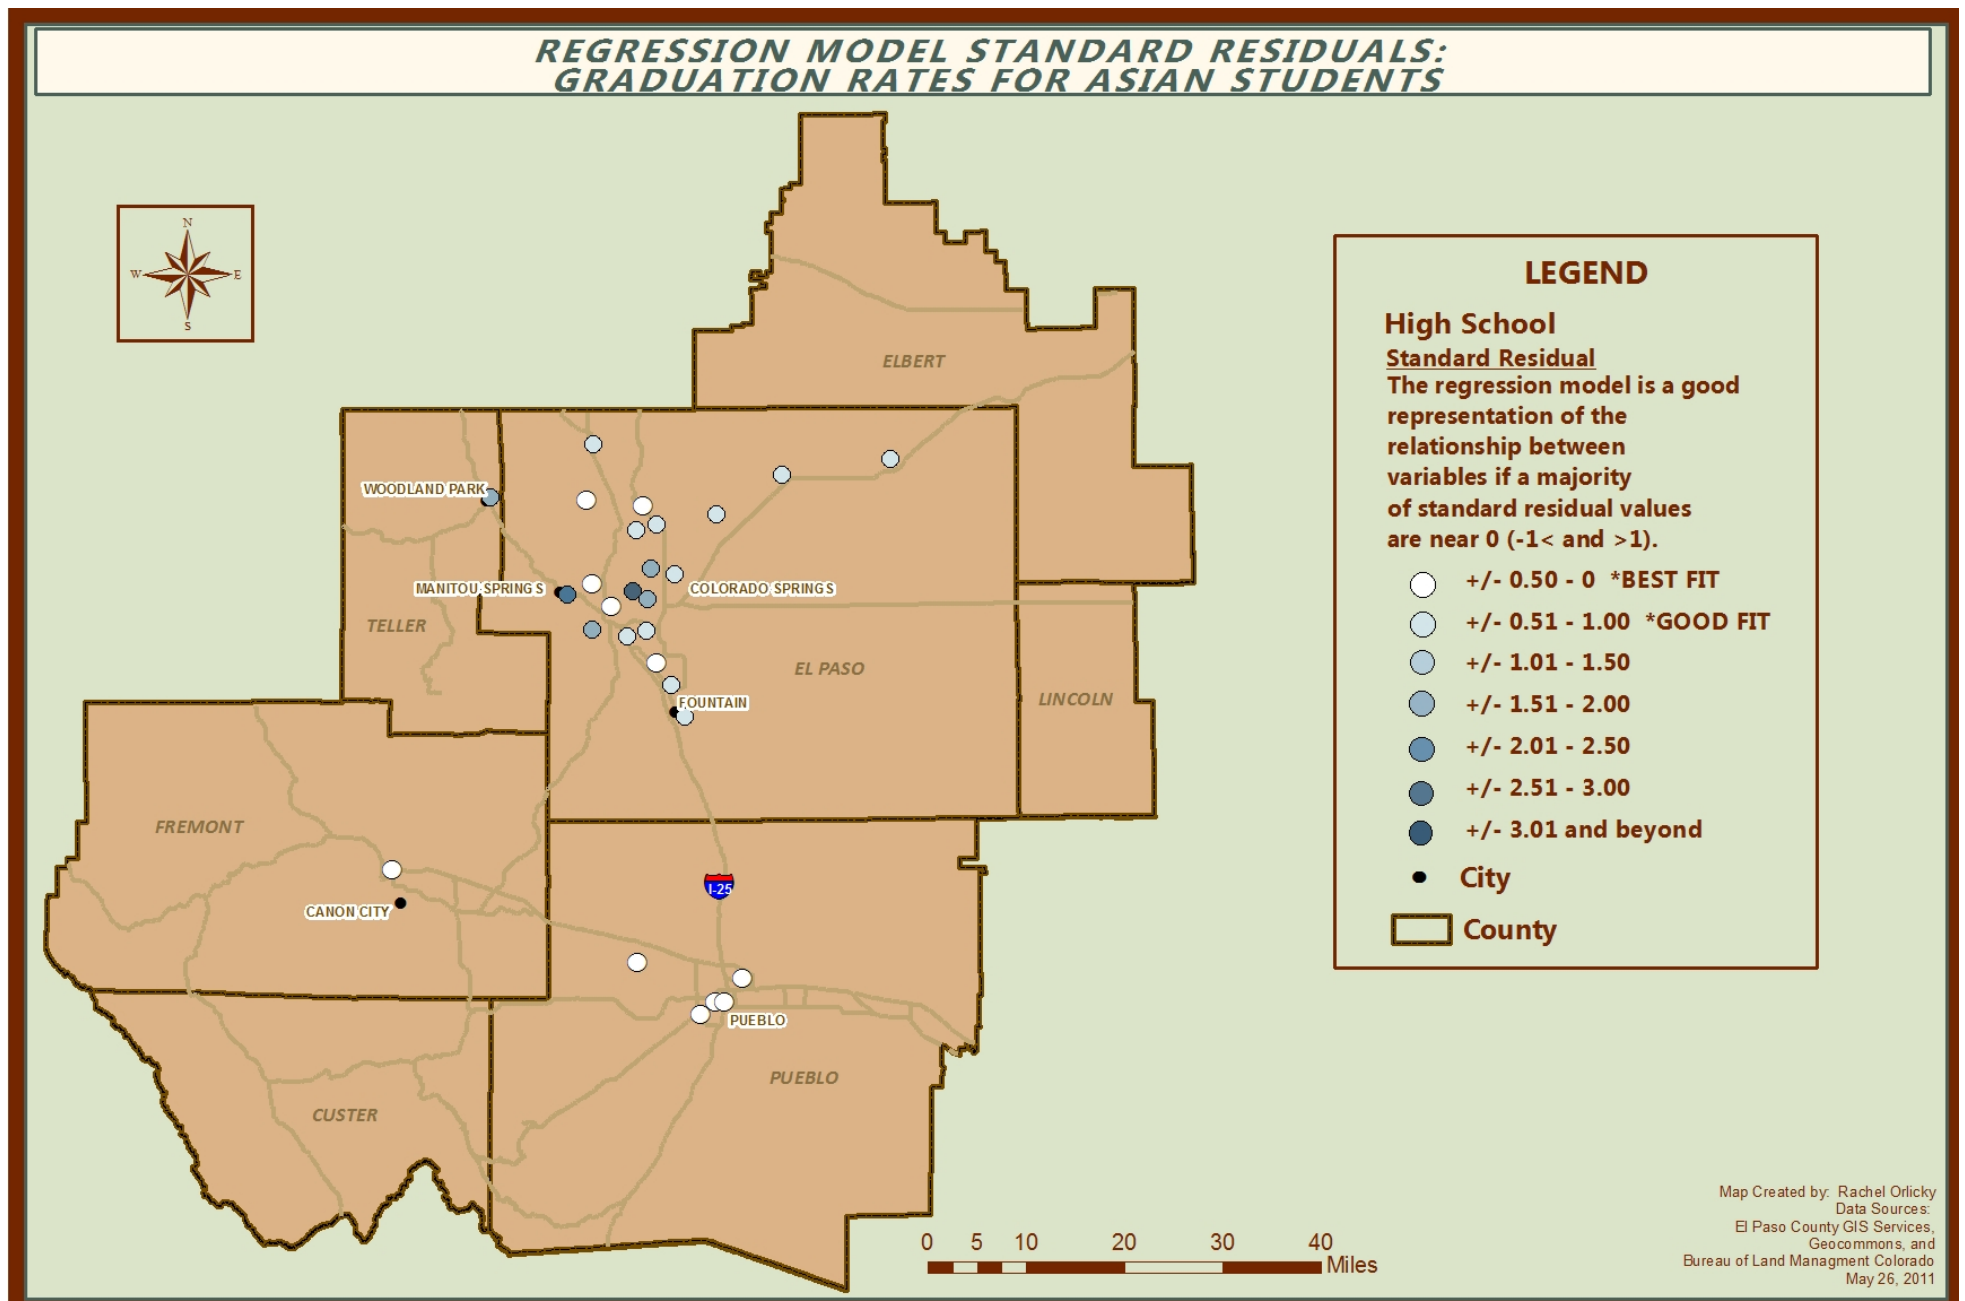 REGRESSION MODEL STANDARD RESIDUALS:
GRADUATION RATES FOR ASIAN STUDENTS
N
W E
S
ELBERT
WOODLAND PARK
MANITOU SPRINGS
COLORADO SPRINGS
TELLER
EL PASO
LINCOLN
FOUNTAIN
FREMONT
I-25
CANON CITY
PUEBLO
PUEBLO
CUSTER
LEGEND
High School
Standard Residual
The regression model is a good
representation of the
relationship between
variables if a majority
of standard residual values
are near 0 (-1< and >1).
+/- 0.50 - 0 *BEST FIT
+/- 0.51 - 1.00 *GOOD FIT
+/- 1.01 - 1.50
+/- 1.51 - 2.00
+/- 2.01 - 2.50
+/- 2.51 - 3.00
+/- 3.01 and beyond
City
County
0 5 10 20 30 40
Miles
Map Created by: Rachel Orlicky
Data Sources:
El Paso County GIS Services,
Geocommons, and
Bureau of Land Managment Colorado
May 26, 2011